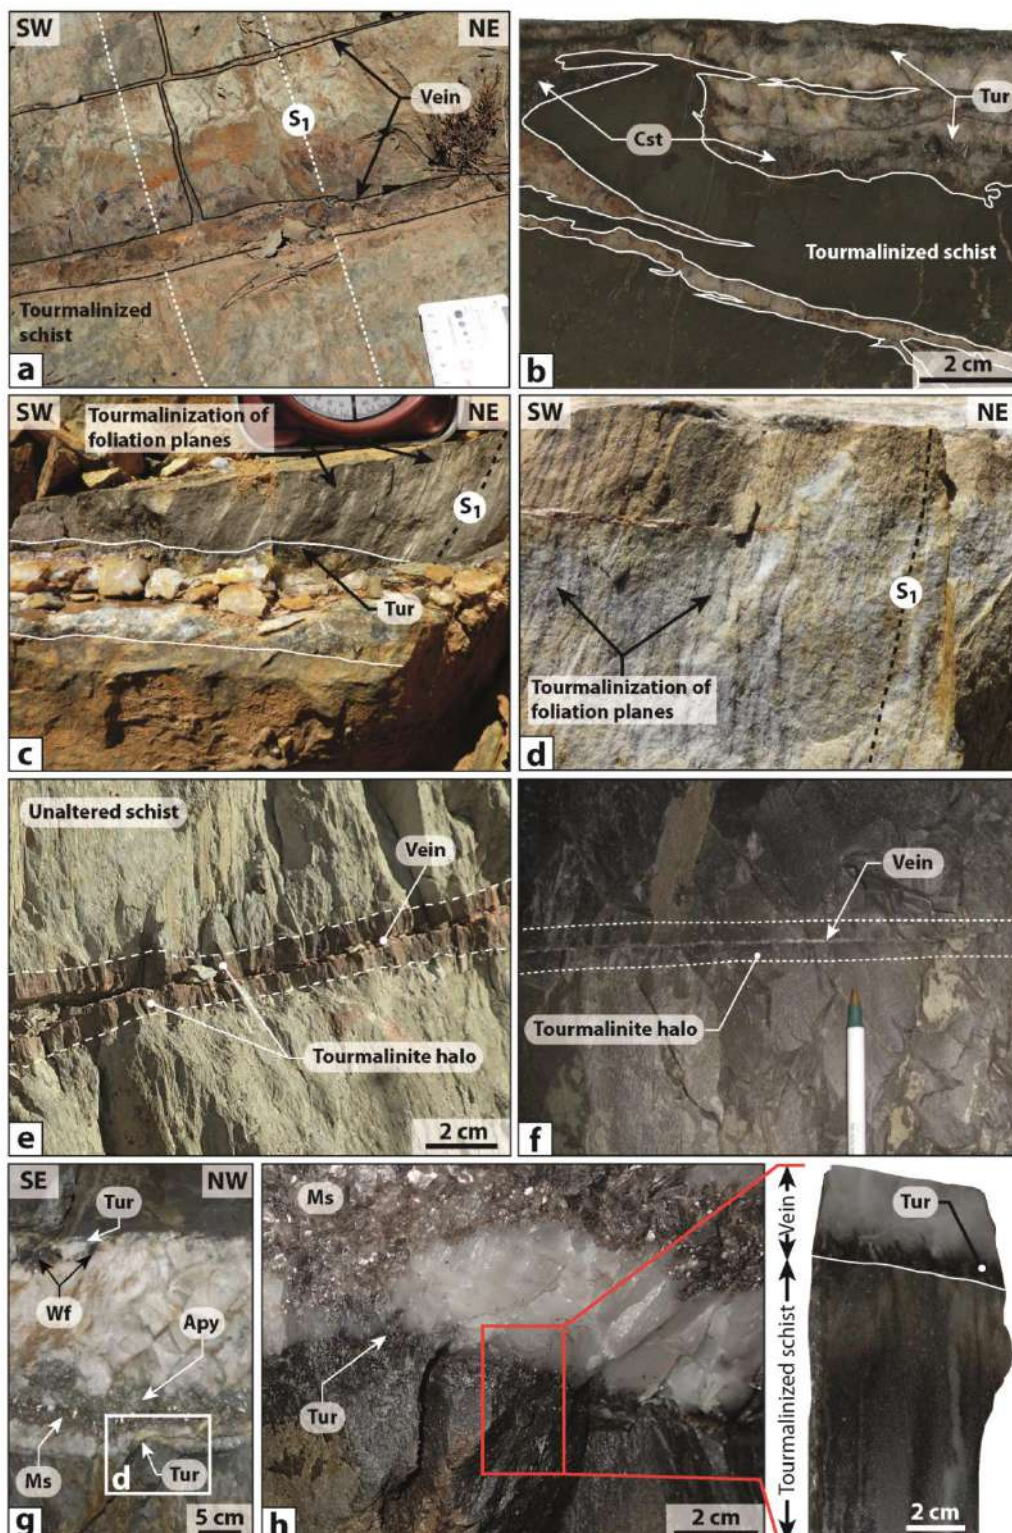 SW
NE
Vein
S1
Tourmalinized
schist
a
Tur
Cst
Tourmalinized schist
b
2 cm
SW
NE
Tourmalinization of
foliation planes
S1
Tur
c
SW
NE
S1
Tourmalinization of
foliation planes
d
Unaltered schist
Vein
Tourmalinite halo
e
2 cm
Vein
Tourmalinite halo
f
SE
NW
Tur
Wf
Apy
Ms
d
Tur
g
5 cm
Ms
Tur
h
2 cm
Vein
Tourmalinized schist
Tur
2 cm